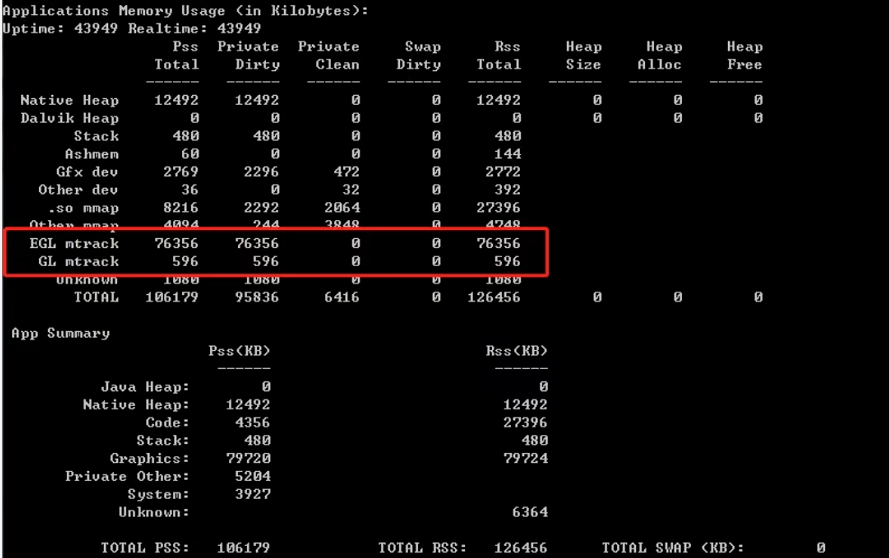 Applications Memory Usage (in Kilobytes):
Uptime: 43949 Realtime: 43949
Pss Private Private Swap Rss Heap Heap Heap
Total Dirty Clean Dirty Total Size Alloc Free
------ ------ ------ ------ ------ ------ ------ ------
Native Heap 12492 12492 0 0 12492 0 0 0
Dalvik Heap 0 0 0 0 0 0 0 0
Stack 480 480 0 0 480
Ashmem 60 0 0 0 144
Gfx dev 2769 2296 472 0 2772
Other dev 36 0 32 0 392
.so mmap 8216 2292 2064 0 27396
Other mmap 4094 244 3848 0 4748
EGL mtrack 76356 76356 0 0 76356
GL mtrack 596 596 0 0 596
Unknown 1080 1080 0 0 1080
TOTAL 106179 95836 6416 0 126456 0 0 0
App Summary
Pss(KB) Rss(KB)
------ ------
Java Heap: 0 0
Native Heap: 12492 12492
Code: 4356 27396
Stack: 480 480
Graphics: 79720 79724
Private Other: 5204
System: 3927
Unknown: 6364
TOTAL PSS: 106179 TOTAL RSS: 126456 TOTAL SWAP (KB): 0